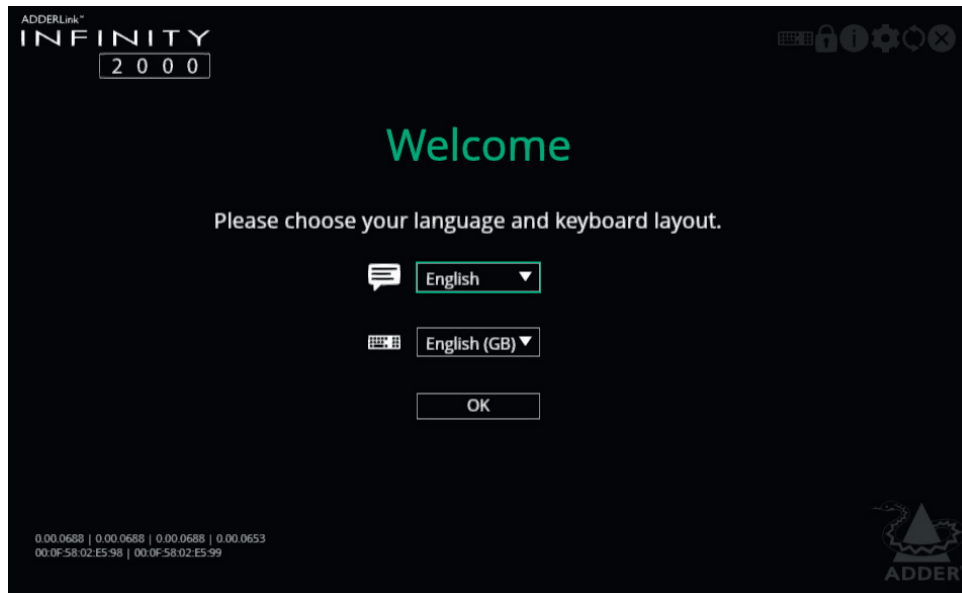 ADDERLink™
INFINITY
2000
Welcome
Please choose your language and keyboard layout.
English
English (GB)
OK
0.00.0688 | 0.00.0688 | 0.00.0688 | 0.00.0653
00:0F:58:02:E5:98 | 00:0F:58:02:E5:99
ADDER